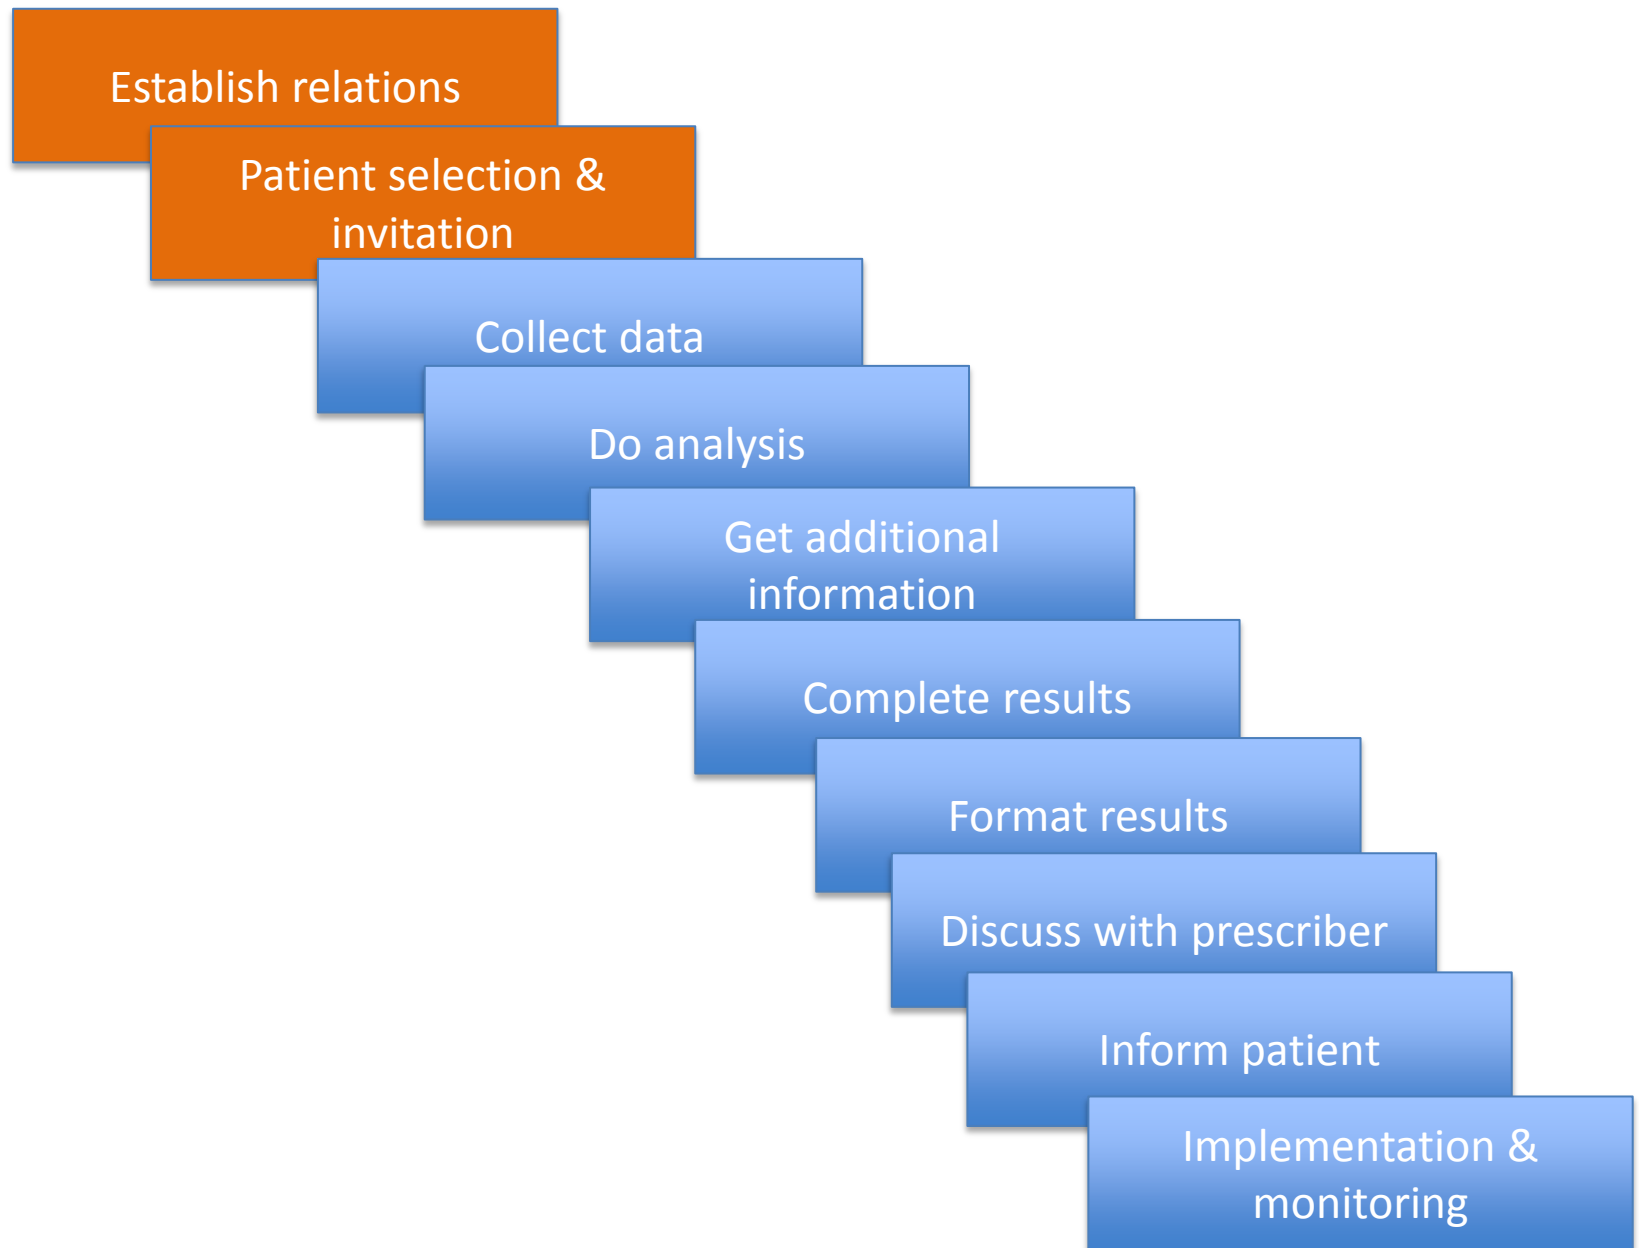 Establish relations
Patient selection &
invitation
Collect data
Do analysis
Get additional
information
Complete results
Format results
Discuss with prescriber
Inform patient
Implementation &
monitoring